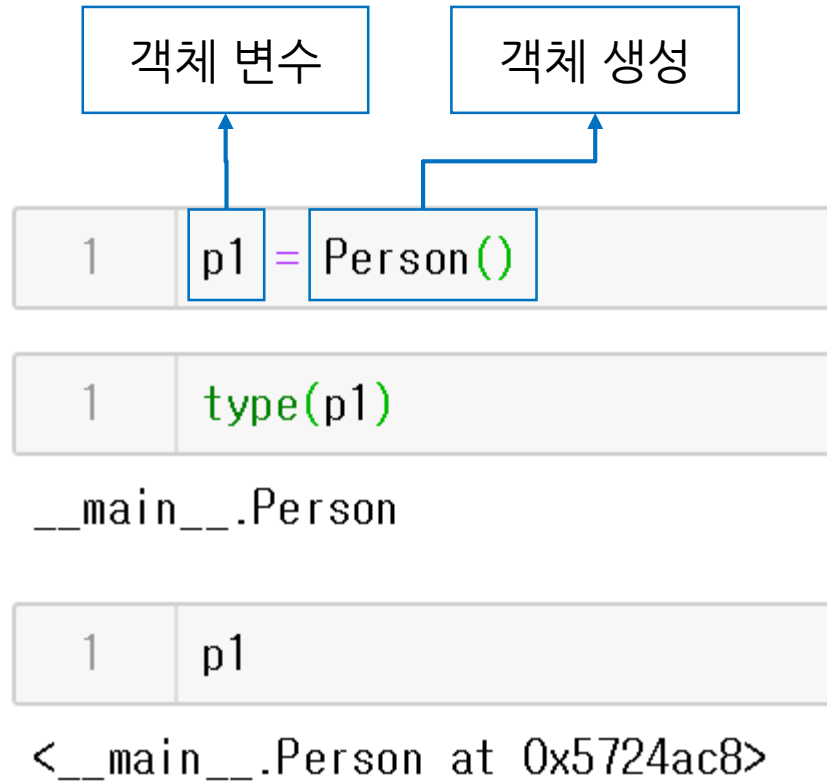 객체 변수
객체 생성
1 p1 = Person()
1 type(p1)
__main__.Person
1 p1
<__main__.Person at 0x5724ac8>